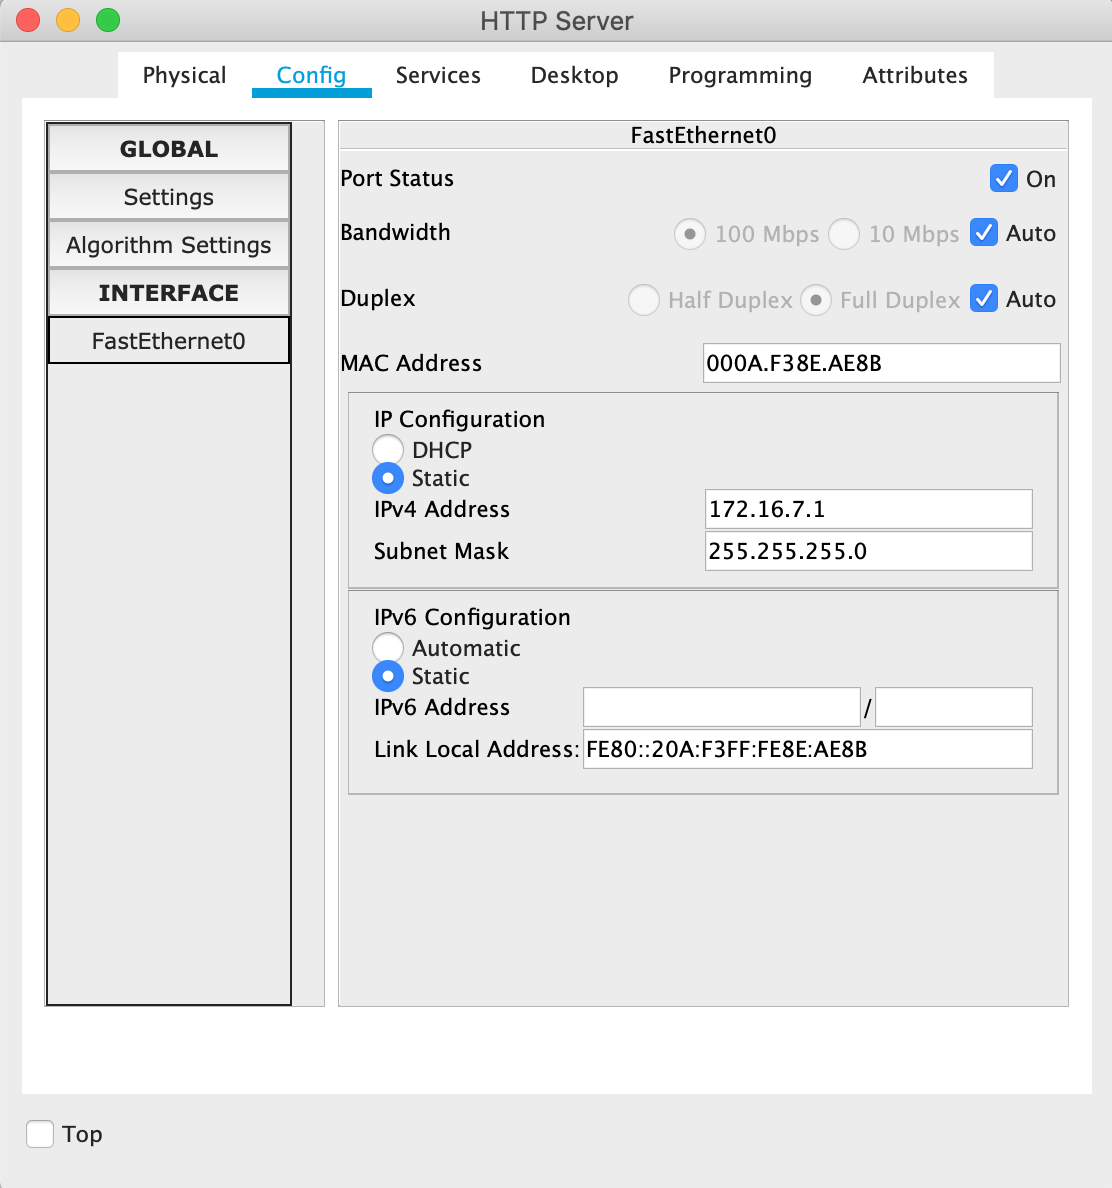 HTTP Server
Physical Config Services Desktop Programming Attributes
GLOBAL
Settings
Algorithm Settings
INTERFACE
FastEthernet0
FastEthernet0
Port Status On
Bandwidth 100 Mbps 10 Mbps Auto
Duplex Half Duplex Full Duplex Auto
MAC Address 000A.F38E.AE8B
IP Configuration
DHCP
Static
IPv4 Address 172.16.7.1
Subnet Mask 255.255.255.0
IPv6 Configuration
Automatic
Static
IPv6 Address /
Link Local Address: FE80::20A:F3FF:FE8E:AE8B
Top